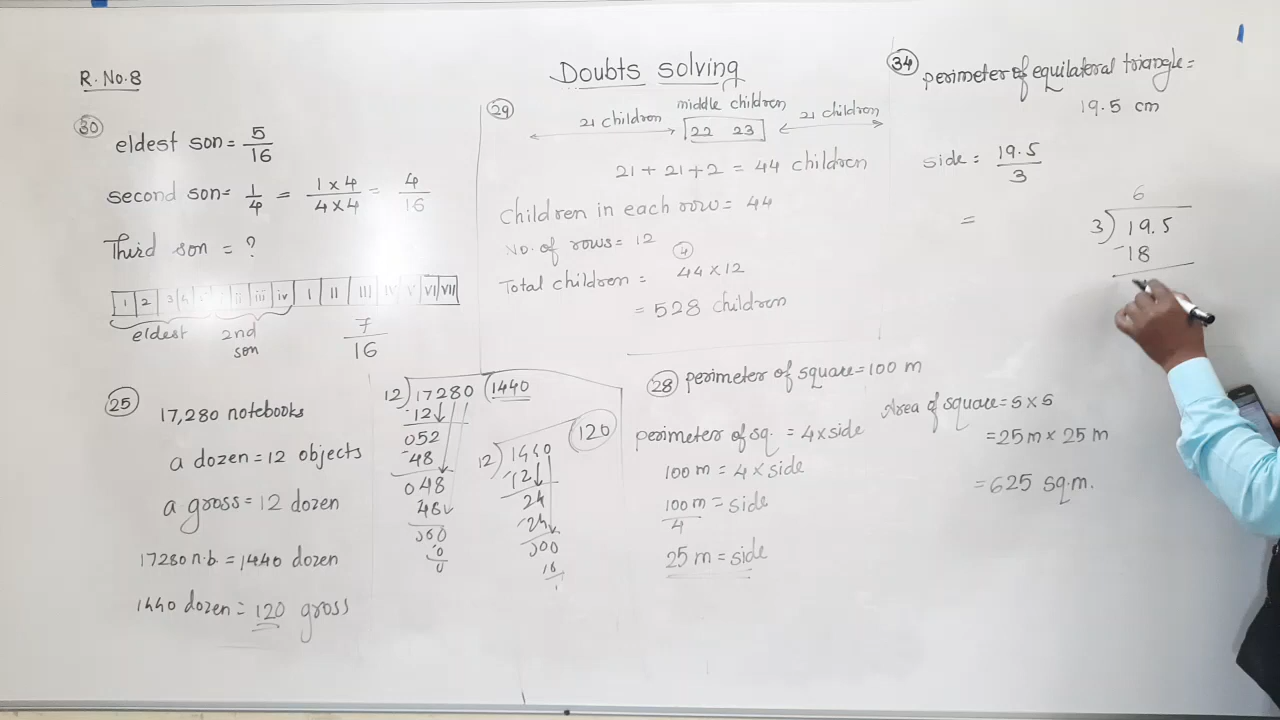 R. No. 8
Doubts solving
30
eldest son = 5/16
second son = 1/4 = 1 x 4 / 4 x 4 = 4/16
Third son = ?
1 2 3 4 i ii iii iv I II III IV V VI VII
eldest 2nd son
7/16
29
21 children middle children 21 children
22 23
21 + 21 + 2 = 44 children
Children in each row = 44
No. of rows = 12
4
Total children = 44 x 12
= 528 children
34
perimeter of equilateral triangle =
19.5 cm
side = 19.5/3
=
6
3) 19.5
-18
25
17,280 notebooks
a dozen = 12 objects
a gross = 12 dozen
17280 n.b. = 1440 dozen
1440 dozen = 120 gross
12) 17280 (1440
-12
052
-48
048
-48
000
-0
0
120
12) 1440
-12
24
-24
000
28
perimeter of square = 100 m
perimeter of sq. = 4 x side
100 m = 4 x side
100 m/4 = side
25 m = side
Area of square = s x s
= 25 m x 25 m
= 625 sq.m.